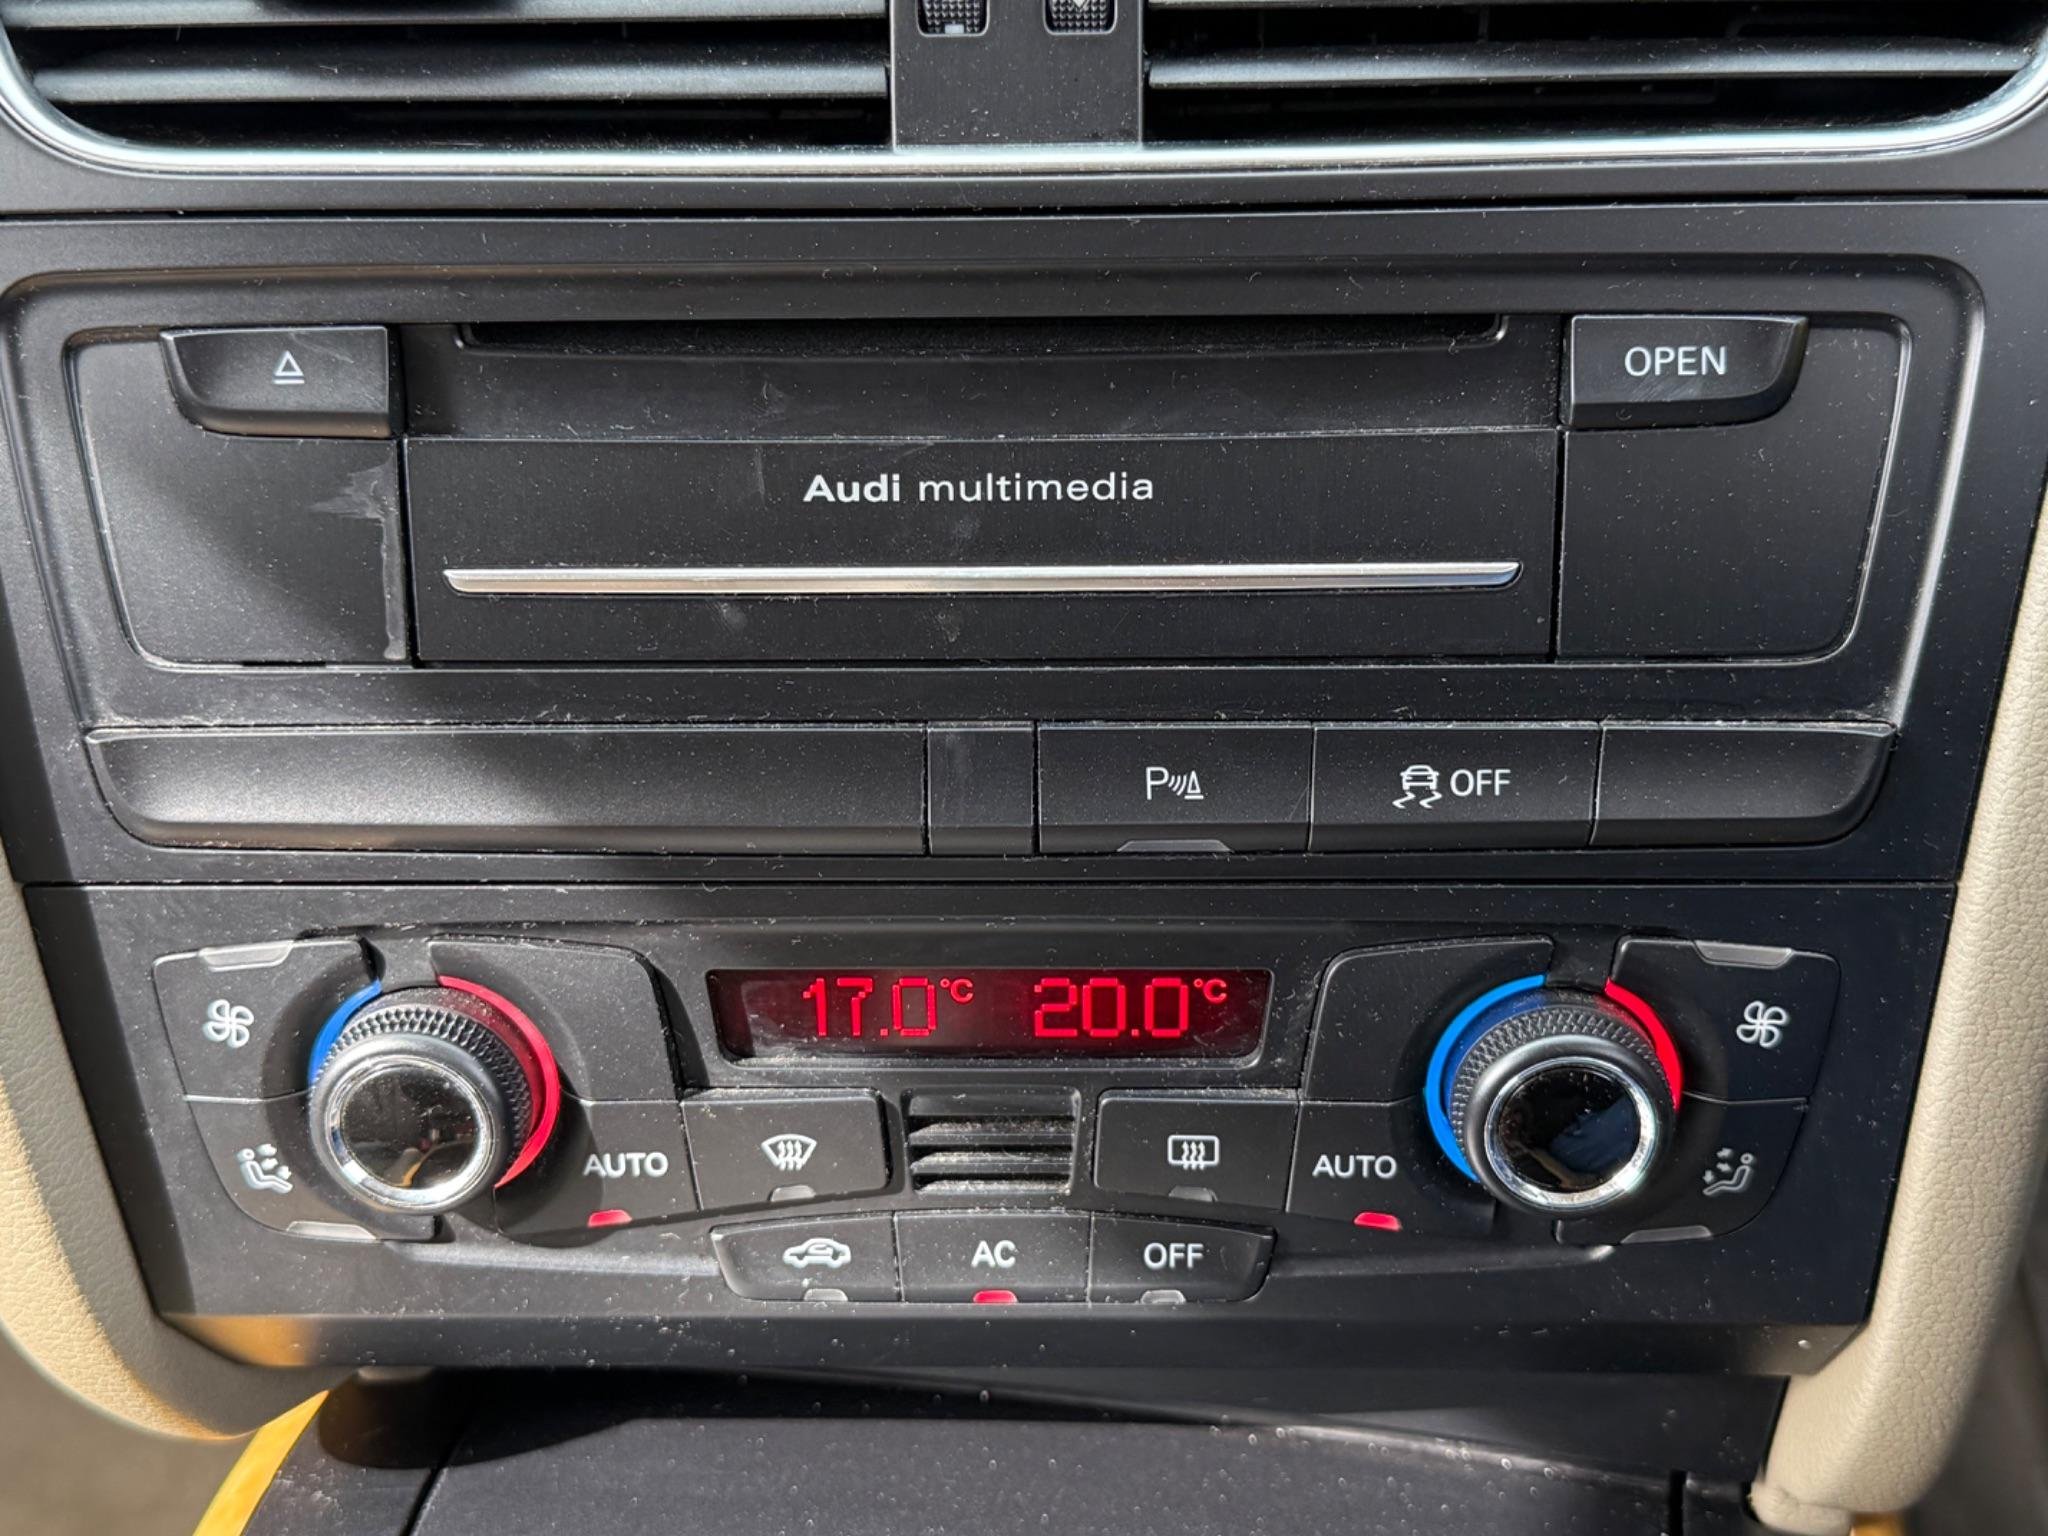 OPEN
Audi multimedia
P OFF
17.0°C 20.0°C
AUTO AUTO
AC OFF